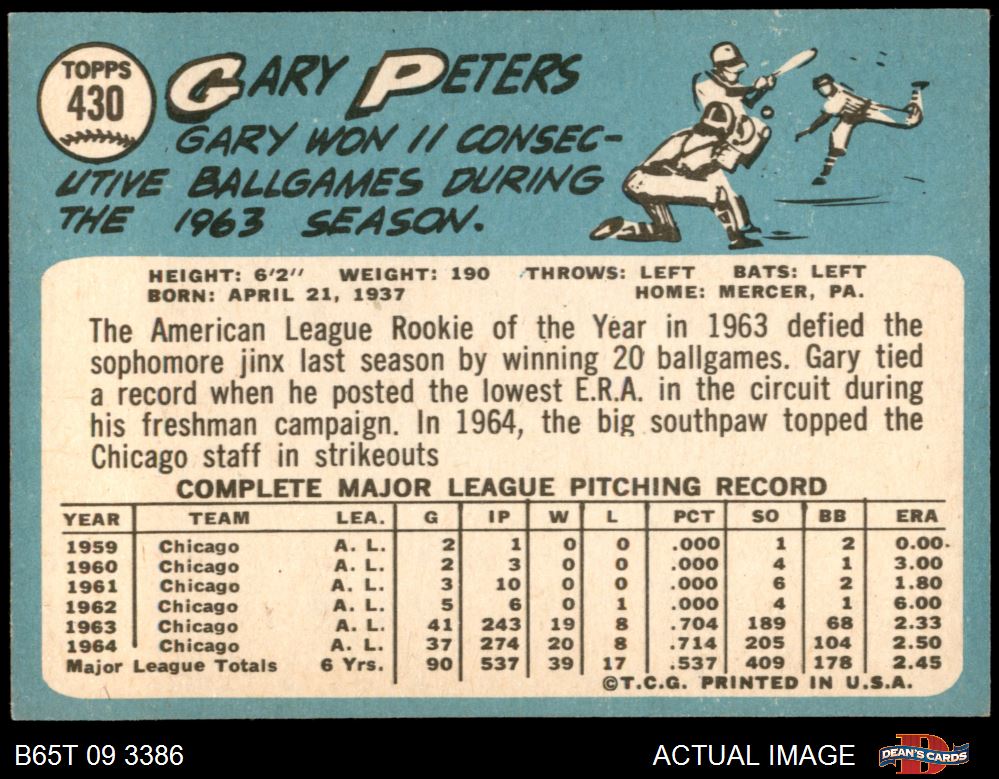 TOPPS
430
GARY PETERS
GARY WON 11 CONSEC-
UTIVE BALLGAMES DURING
THE 1963 SEASON.
HEIGHT: 6'2" WEIGHT: 190 THROWS: LEFT BATS: LEFT
BORN: APRIL 21, 1937 HOME: MERCER, PA.
The American League Rookie of the Year in 1963 defied the
sophomore jinx last season by winning 20 ballgames. Gary tied
a record when he posted the lowest E.R.A. in the circuit during
his freshman campaign. In 1964, the big southpaw topped the
Chicago staff in strikeouts
COMPLETE MAJOR LEAGUE PITCHING RECORD
YEAR TEAM LEA. G IP W L PCT SO BB ERA
1959 Chicago A. L. 2 1 0 0 .000 1 2 0.00
1960 Chicago A. L. 2 3 0 0 .000 4 1 3.00
1961 Chicago A. L. 3 10 0 0 .000 6 2 1.80
1962 Chicago A. L. 5 6 0 1 .000 4 1 6.00
1963 Chicago A. L. 41 243 19 8 .704 189 68 2.33
1964 Chicago A. L. 37 274 20 8 .714 205 104 2.50
Major League Totals 6 Yrs. 90 537 39 17 .537 409 178 2.45
©T.C.G. PRINTED IN U.S.A.
B65T 09 3386 ACTUAL IMAGE DEAN'S CARDS